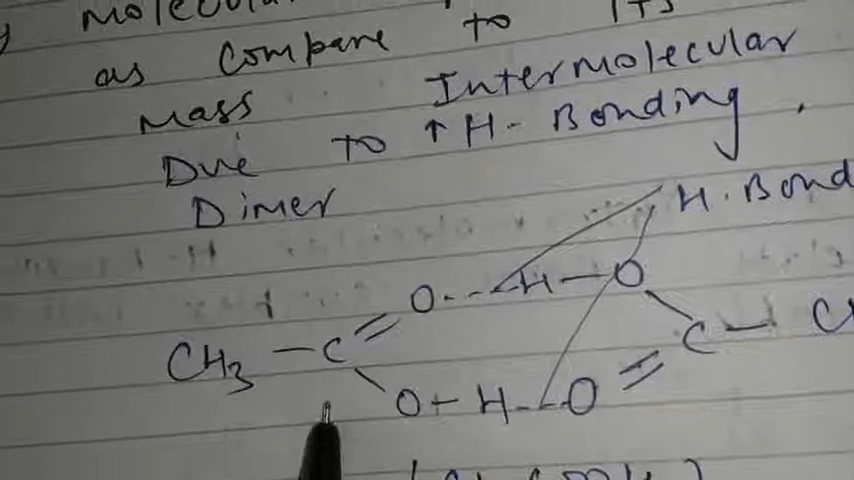 as compare to Its
Mass Intermolecular
Due to ↑ H- Bonding.
Dimer
H. Bond
O----H—O
CH3—C C—
O—H--O